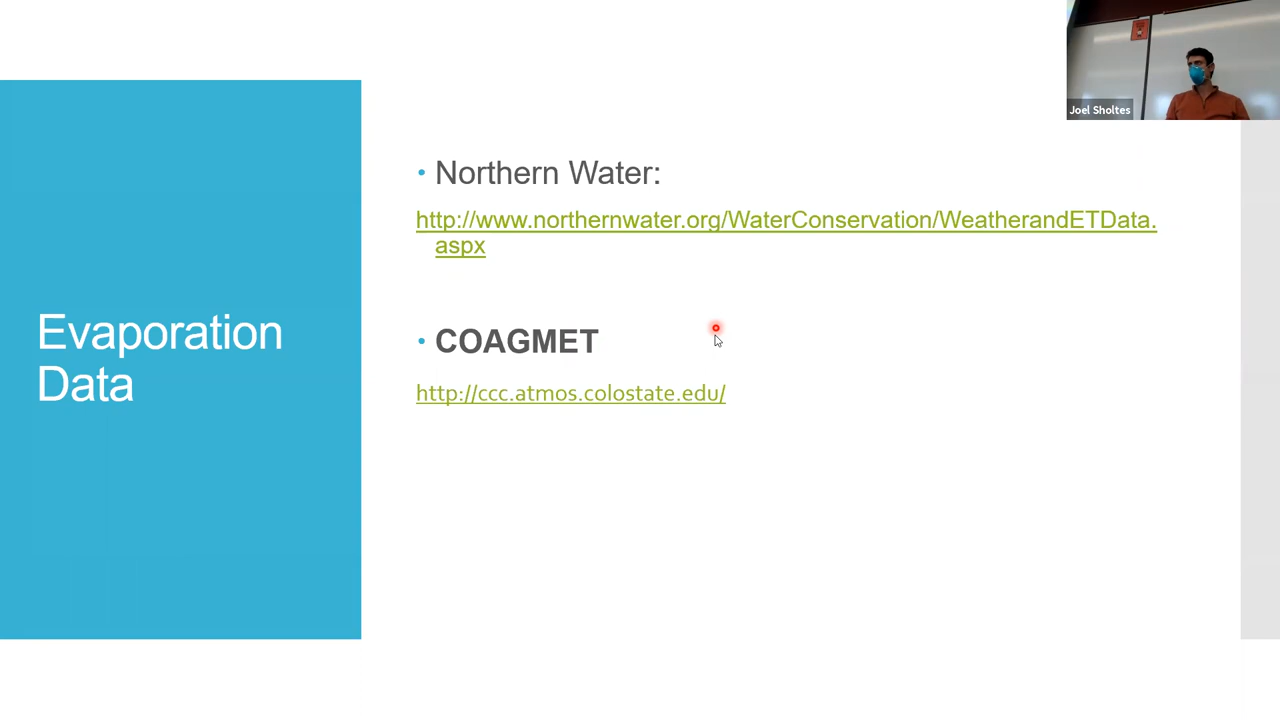 Joel Sholtes
Evaporation
Data
• Northern Water:
http://www.northernwater.org/WaterConservation/WeatherandETData.
aspx
• COAGMET
http://ccc.atmos.colostate.edu/